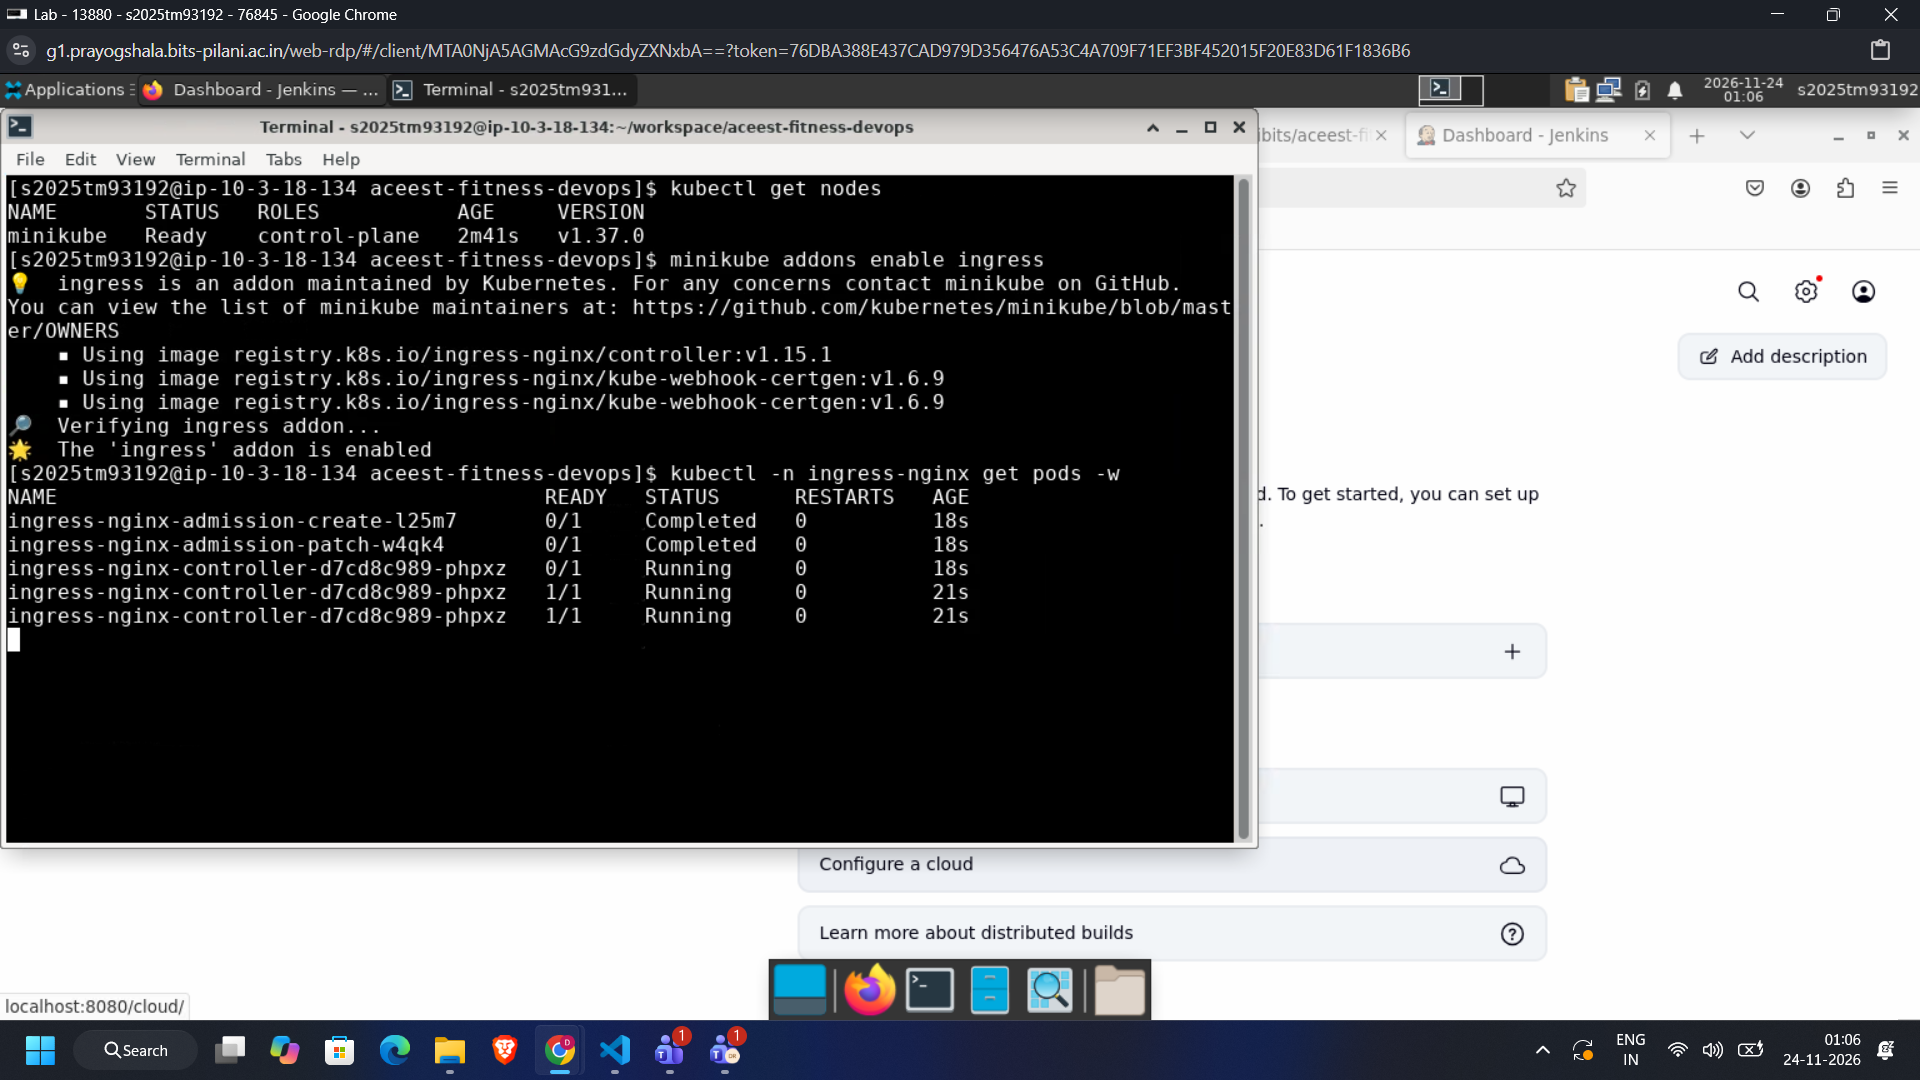 Lab - 13880 - s2025tm93192 - 76845 - Google Chrome
g1.prayogshala.bits-pilani.ac.in/web-rdp/#/client/MTA0NjA5AGMAcG9zdGdyZXNxbA==?token=76DBA388E437CAD979D356476A53C4A709F71EF3BF452015F20E83D61F1836B6
Applications
Dashboard - Jenkins — ...
Terminal - s2025tm931...
2026-11-24
01:06
s2025tm93192
Terminal - s2025tm93192@ip-10-3-18-134:~/workspace/aceest-fitness-devops
ibits/aceest-fi
Dashboard - Jenkins
File Edit View Terminal Tabs Help
[s2025tm93192@ip-10-3-18-134 aceest-fitness-devops]$ kubectl get nodes
NAME STATUS ROLES AGE VERSION
minikube Ready control-plane 2m41s v1.37.0
[s2025tm93192@ip-10-3-18-134 aceest-fitness-devops]$ minikube addons enable ingress
💡 ingress is an addon maintained by Kubernetes. For any concerns contact minikube on GitHub.
You can view the list of minikube maintainers at: https://github.com/kubernetes/minikube/blob/mast
er/OWNERS
▪ Using image registry.k8s.io/ingress-nginx/controller:v1.15.1
▪ Using image registry.k8s.io/ingress-nginx/kube-webhook-certgen:v1.6.9
▪ Using image registry.k8s.io/ingress-nginx/kube-webhook-certgen:v1.6.9
🔎 Verifying ingress addon...
🌟 The 'ingress' addon is enabled
[s2025tm93192@ip-10-3-18-134 aceest-fitness-devops]$ kubectl -n ingress-nginx get pods -w
NAME READY STATUS RESTARTS AGE
ingress-nginx-admission-create-l25m7 0/1 Completed 0 18s
ingress-nginx-admission-patch-w4qk4 0/1 Completed 0 18s
ingress-nginx-controller-d7cd8c989-phpxz 0/1 Running 0 18s
ingress-nginx-controller-d7cd8c989-phpxz 1/1 Running 0 21s
ingress-nginx-controller-d7cd8c989-phpxz 1/1 Running 0 21s
Add description
d. To get started, you can set up
.
Configure a cloud
Learn more about distributed builds
localhost:8080/cloud/
Search
1
1
ENG
IN
01:06
24-11-2026